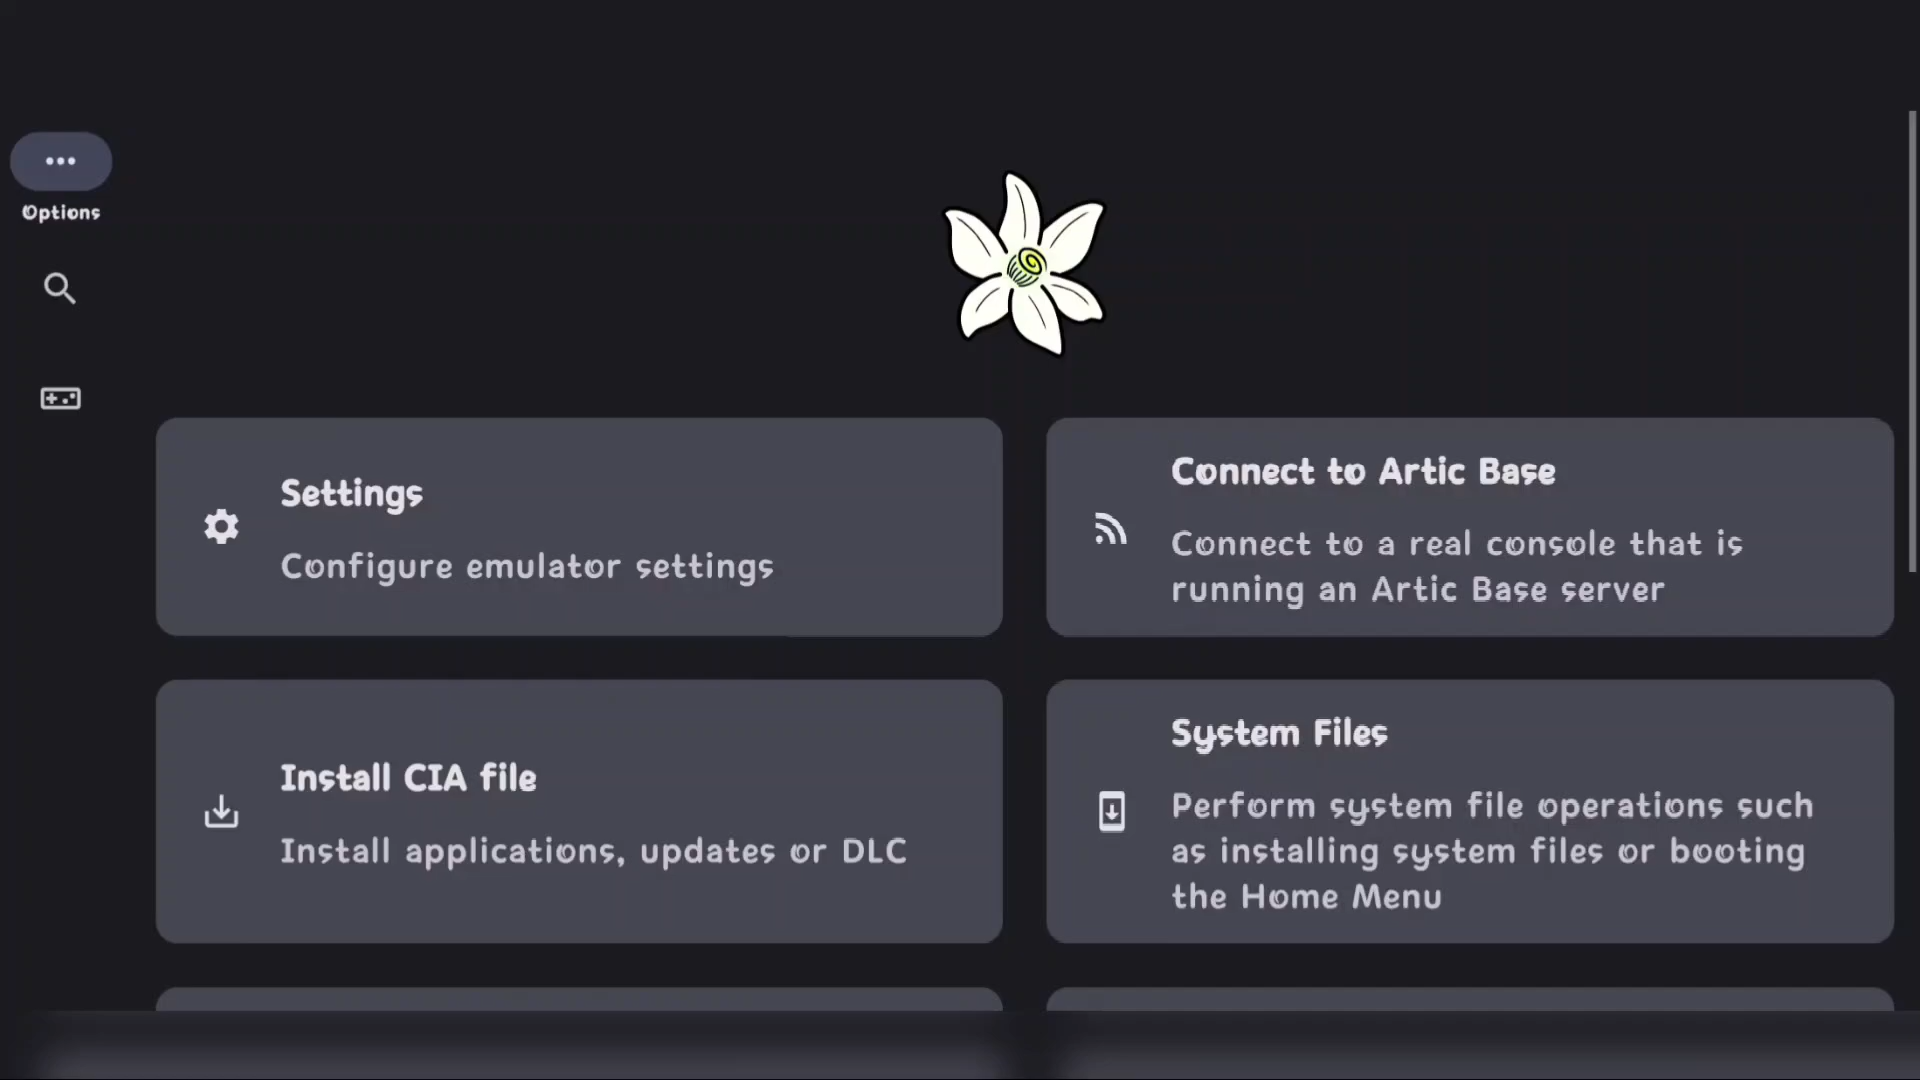 Options
Settings
Configure emulator settings
Connect to Artic Base
Connect to a real console that is
running an Artic Base server
Install CIA file
Install applications, updates or DLC
System Files
Perform system file operations such
as installing system files or booting
the Home Menu